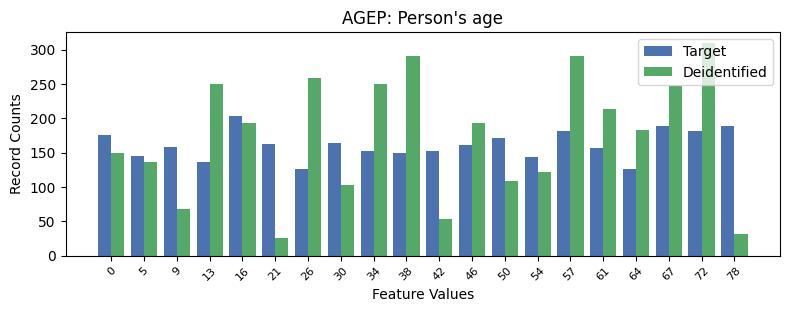 AGEP: Person's age
Target
Deidentified
Record Counts
300
250
200
150
100
50
0
0 5 9 13 16 21 26 30 34 38 42 46 50 54 57 61 64 67 72 78
Feature Values